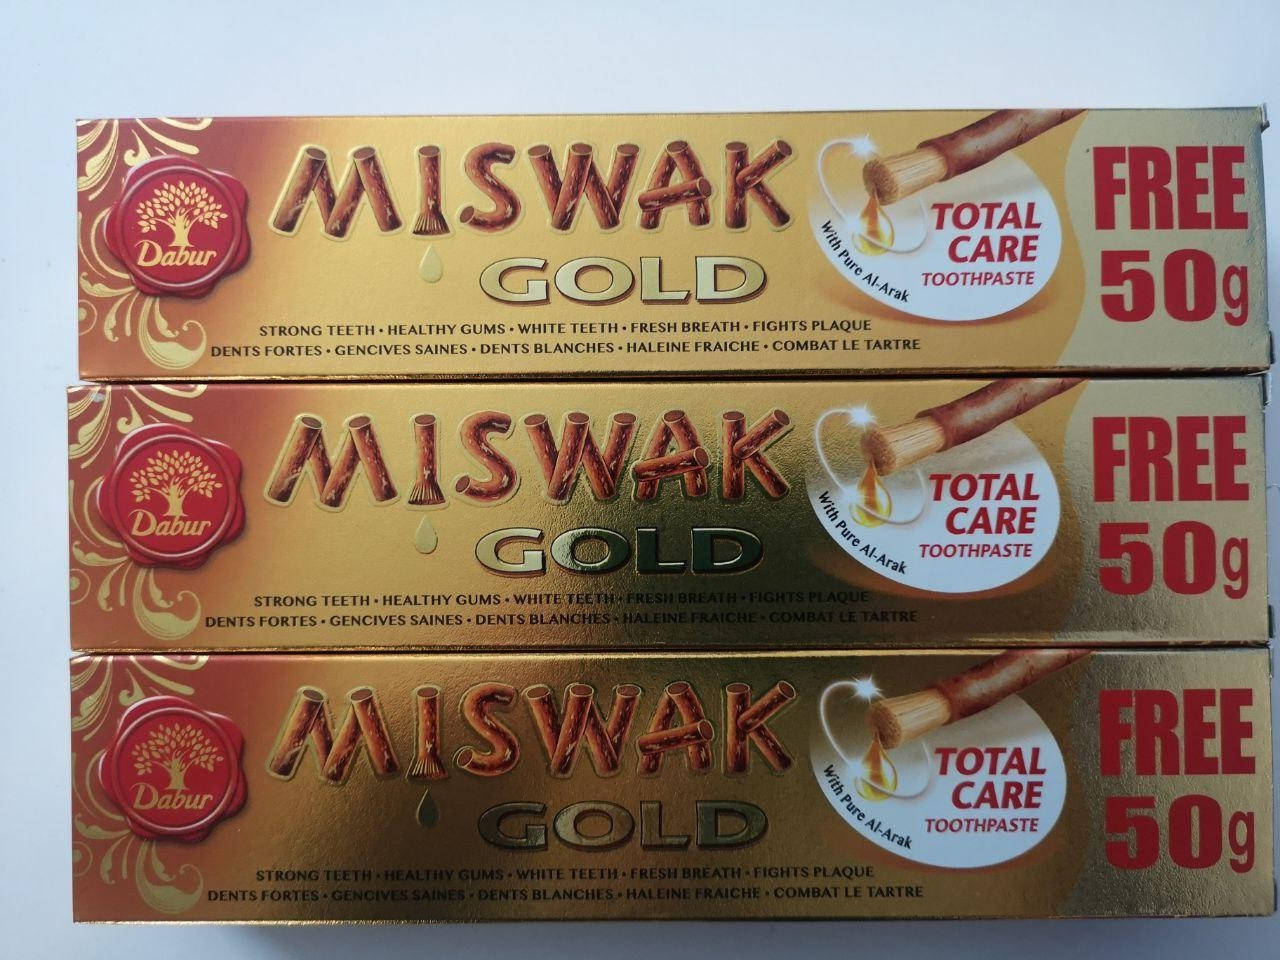 Dabur
MISWAK
GOLD
STRONG TEETH • HEALTHY GUMS • WHITE TEETH • FRESH BREATH • FIGHTS PLAQUE
DENTS FORTES • GENCIVES SAINES • DENTS BLANCHES • HALEINE FRAICHE • COMBAT LE TARTRE
With Pure Al-Arak
TOTAL
CARE
TOOTHPASTE
FREE
50g
Dabur
MISWAK
GOLD
STRONG TEETH • HEALTHY GUMS • WHITE TEETH • FRESH BREATH • FIGHTS PLAQUE
DENTS FORTES • GENCIVES SAINES • DENTS BLANCHES • HALEINE FRAICHE • COMBAT LE TARTRE
With Pure Al-Arak
TOTAL
CARE
TOOTHPASTE
FREE
50g
Dabur
MISWAK
GOLD
STRONG TEETH • HEALTHY GUMS • WHITE TEETH • FRESH BREATH • FIGHTS PLAQUE
DENTS FORTES • GENCIVES SAINES • DENTS BLANCHES • HALEINE FRAICHE • COMBAT LE TARTRE
With Pure Al-Arak
TOTAL
CARE
TOOTHPASTE
FREE
50g